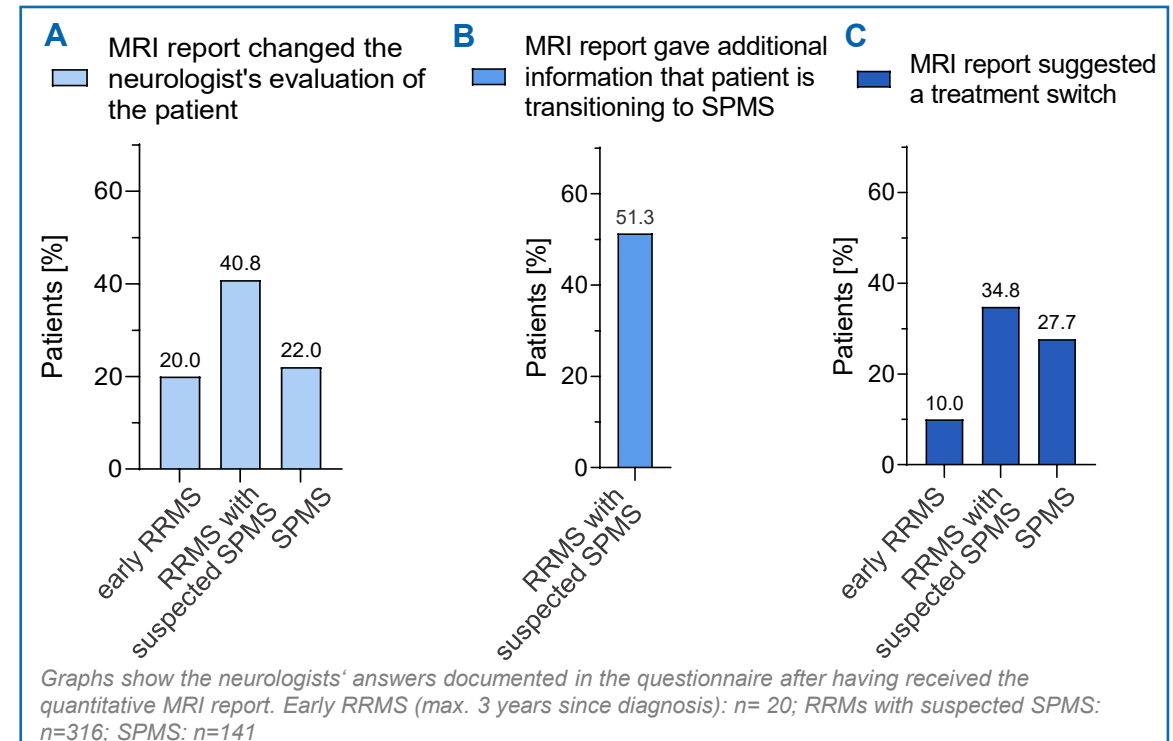 A
MRI report changed the
neurologist's evaluation of
the patient
Patients [%]
60
40
20
0
20.0
40.8
22.0
early RRMS
RRMS with
suspected SPMS
SPMS
B
MRI report gave additional
information that patient is
transitioning to SPMS
Patients [%]
60
40
20
0
51.3
RRMS with
suspected SPMS
C
MRI report suggested
a treatment switch
Patients [%]
60
40
20
0
10.0
34.8
27.7
early RRMS
RRMS with
suspected SPMS
SPMS
Graphs show the neurologists‘ answers documented in the questionnaire after having received the
quantitative MRI report. Early RRMS (max. 3 years since diagnosis): n= 20; RRMs with suspected SPMS:
n=316; SPMS: n=141